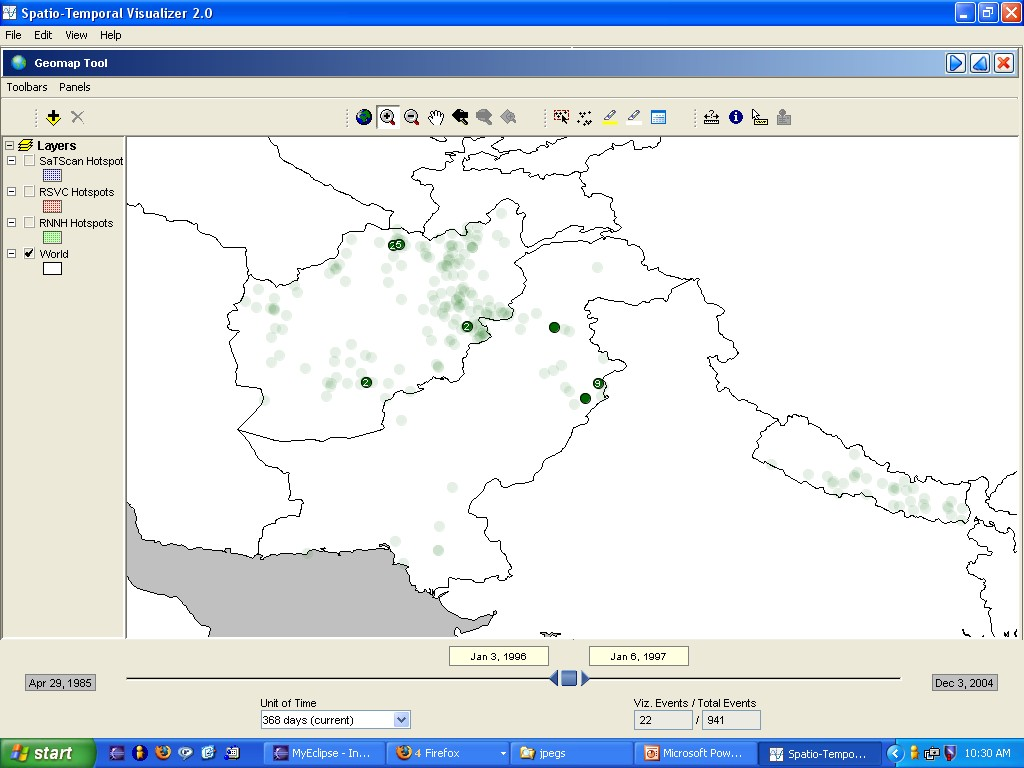 Spatio-Temporal Visualizer 2.0
File Edit View Help
Geomap Tool
Toolbars Panels
Layers
SaTScan Hotspot
RSVC Hotspots
RNNH Hotspots
World
25
2
2
9
Jan 3, 1996 Jan 6, 1997
Apr 29, 1985 Dec 3, 2004
Unit of Time Viz. Events / Total Events
368 days (current) 22 / 941
start MyEclipse - In... 4 Firefox jpegs Microsoft Pow... Spatio-Tempo... 10:30 AM